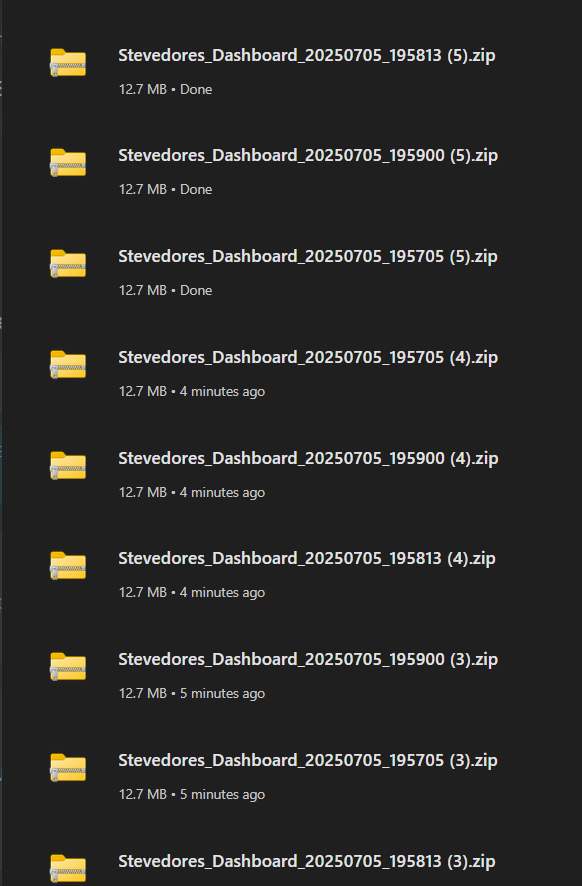 Stevedores_Dashboard_20250705_195813 (5).zip
12.7 MB • Done
Stevedores_Dashboard_20250705_195900 (5).zip
12.7 MB • Done
Stevedores_Dashboard_20250705_195705 (5).zip
12.7 MB • Done
Stevedores_Dashboard_20250705_195705 (4).zip
12.7 MB • 4 minutes ago
Stevedores_Dashboard_20250705_195900 (4).zip
12.7 MB • 4 minutes ago
Stevedores_Dashboard_20250705_195813 (4).zip
12.7 MB • 4 minutes ago
Stevedores_Dashboard_20250705_195900 (3).zip
12.7 MB • 5 minutes ago
Stevedores_Dashboard_20250705_195705 (3).zip
12.7 MB • 5 minutes ago
Stevedores_Dashboard_20250705_195813 (3).zip